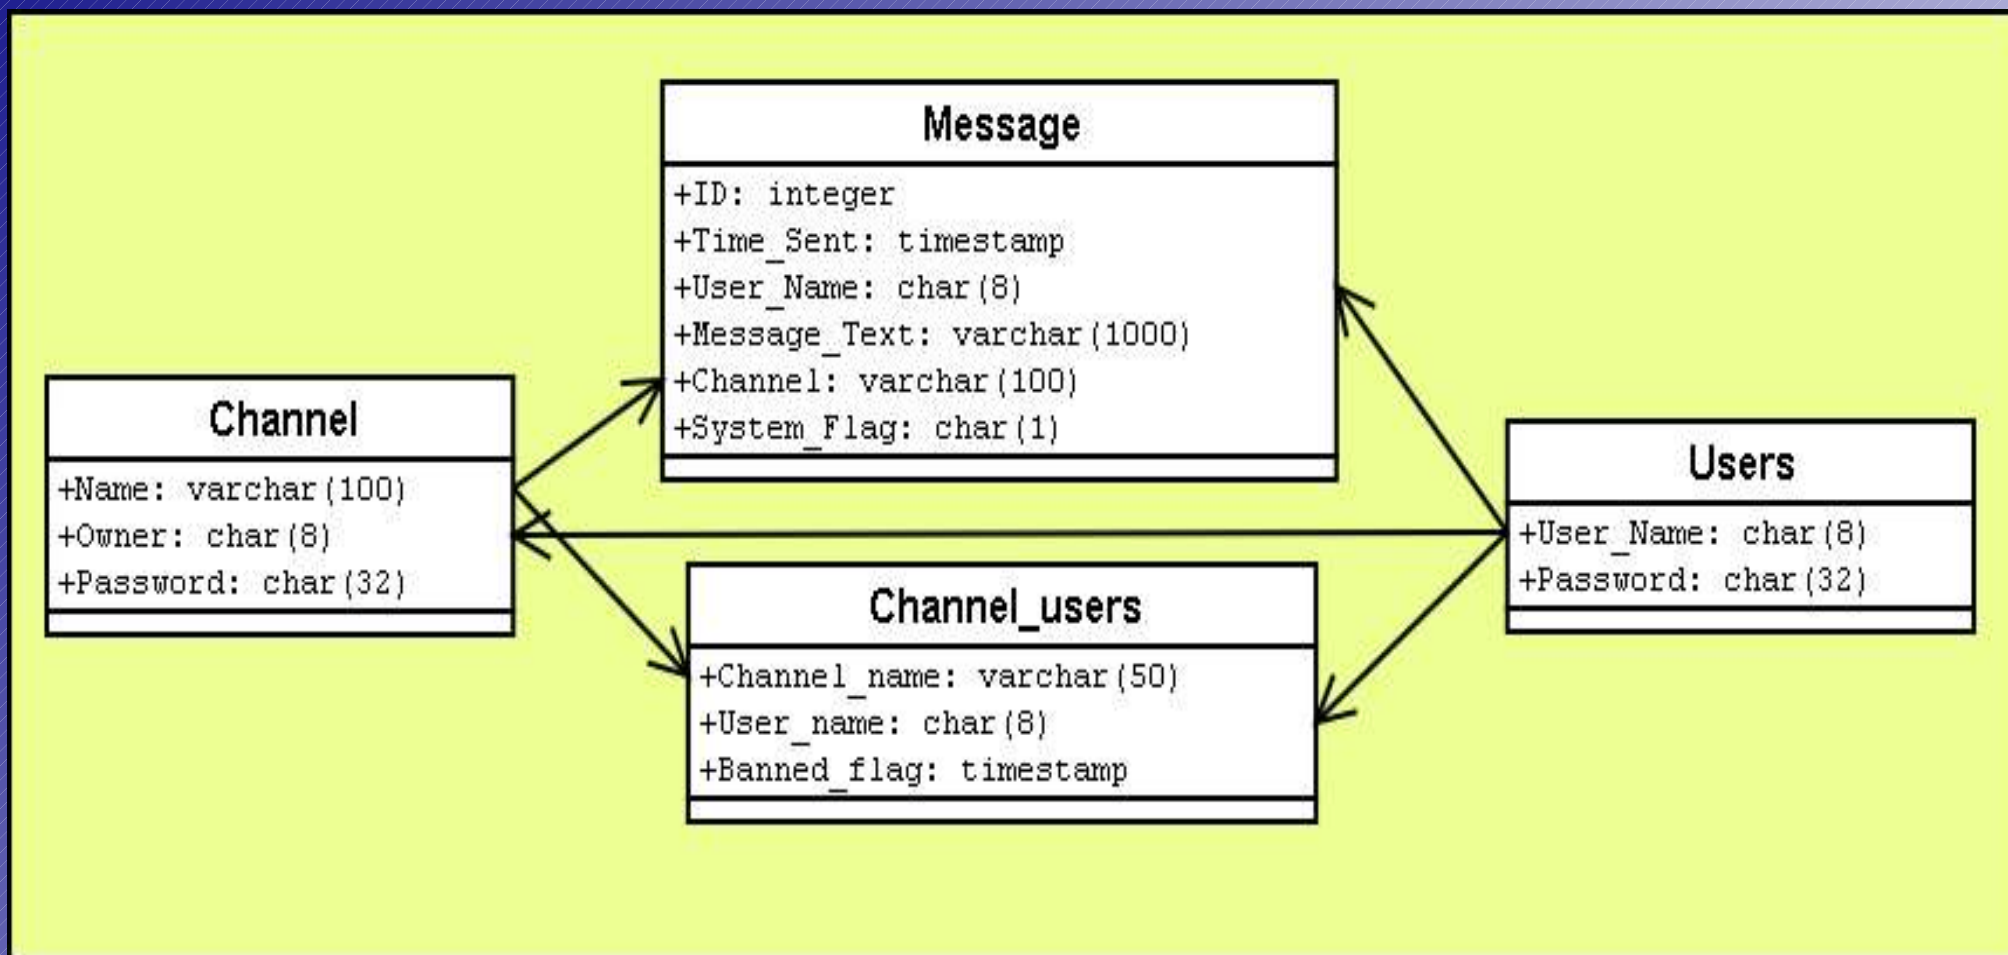 Message
+ID: integer
+Time_Sent: timestamp
+User_Name: char(8)
+Message_Text: varchar(1000)
+Channel: varchar(100)
+System_Flag: char(1)
Channel
+Name: varchar(100)
+Owner: char(8)
+Password: char(32)
Users
+User_Name: char(8)
+Password: char(32)
Channel_users
+Channel_name: varchar(50)
+User_name: char(8)
+Banned_flag: timestamp